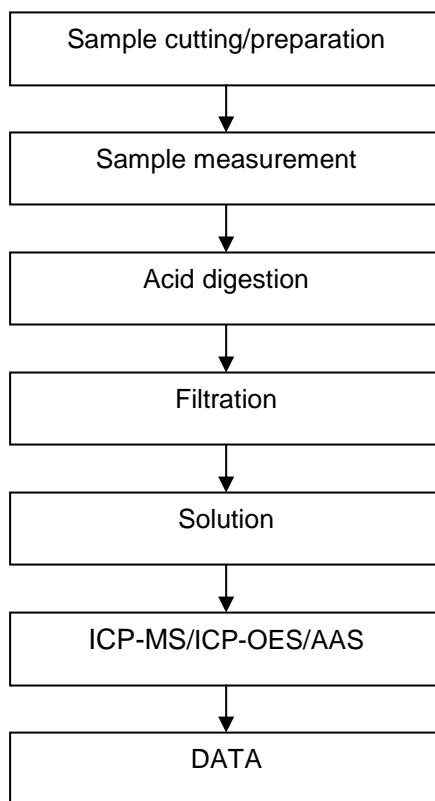 Sample cutting/preparation
Sample measurement
Acid digestion
Filtration
Solution
ICP-MS/ICP-OES/AAS
DATA